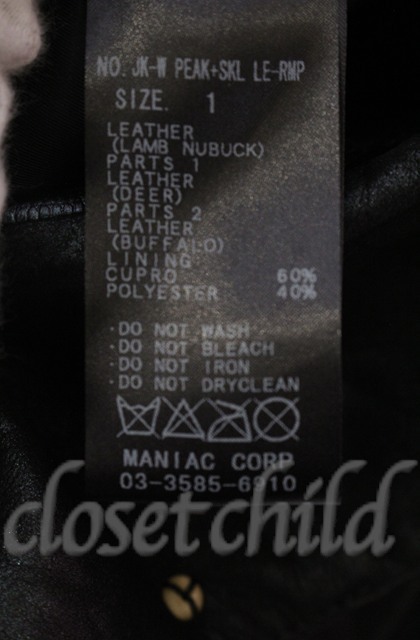 NO. JK-W PEAK+SKL LE-RMP
SIZE. 1
LEATHER
(LAMB NUBUCK)
PARTS 1
LEATHER
(DEER)
PARTS 2
LEATHER
(BUFFALO)
LINING
CUPRO 60%
POLYESTER 40%
・DO NOT WASH
・DO NOT BLEACH
・DO NOT IRON
・DO NOT DRYCLEAN
MANIAC CORP
03-3585-6910
closet child